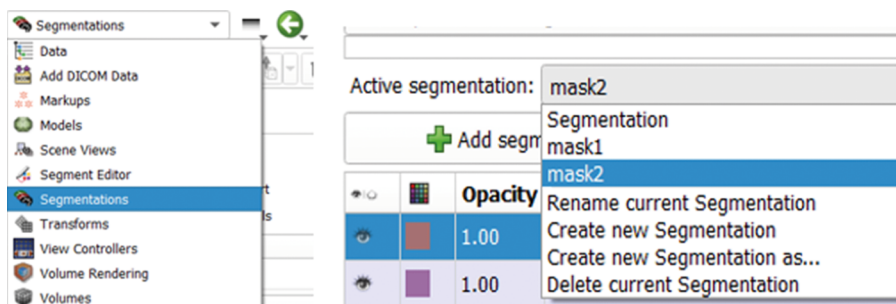 Segmentations
Data
Add DICOM Data
Markups
Models
Scene Views
Segment Editor
Segmentations
Transforms
View Controllers
Volume Rendering
Volumes
Active segmentation: mask2
Add segm
Segmentation
mask1
mask2
Rename current Segmentation
Create new Segmentation
Create new Segmentation as...
Delete current Segmentation
Opacity
1.00
1.00